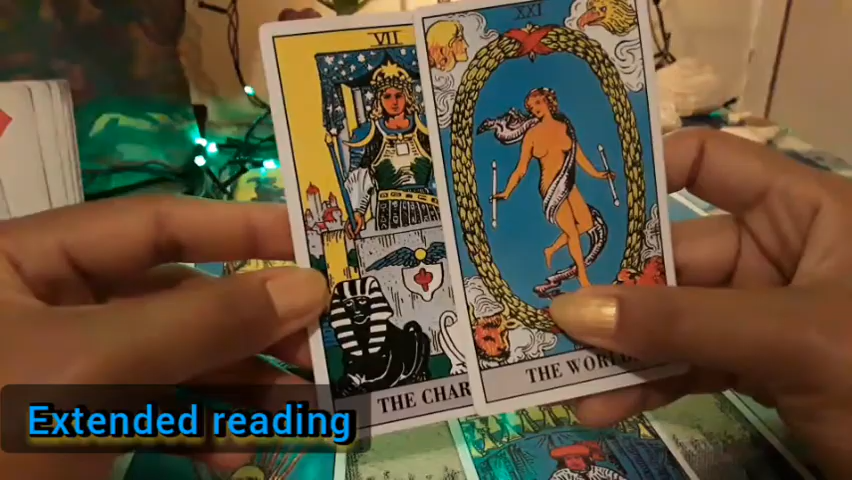 VII
XXI
THE CHAR
THE WORLD
Extended reading